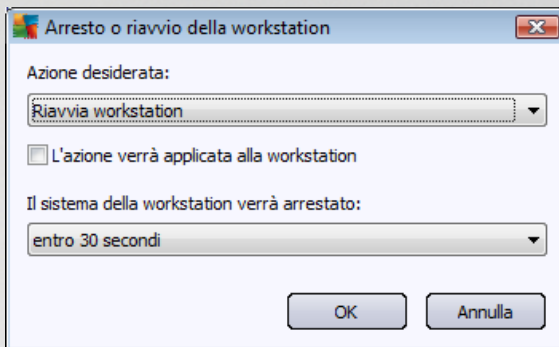 Arresto o riavvio della workstation
Azione desiderata:
Riavvia workstation
L'azione verrà applicata alla workstation
Il sistema della workstation verrà arrestato:
entro 30 secondi
OK
Annulla